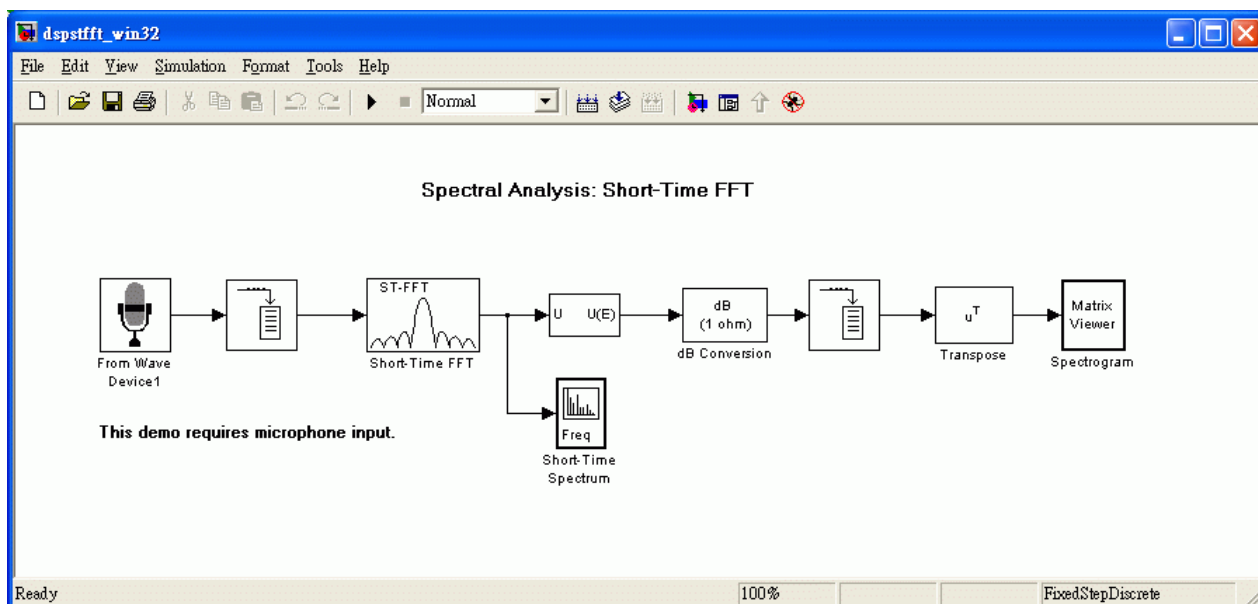 dspstfft_win32
File Edit View Simulation Format Tools Help
Normal
Spectral Analysis: Short-Time FFT
From Wave
Device1
ST-FFT
Short-Time FFT
U U(E)
dB
(1 ohm)
dB Conversion
uT
Transpose
Matrix
Viewer
Spectrogram
Freq
Short-Time
Spectrum
This demo requires microphone input.
Ready 100% FixedStepDiscrete